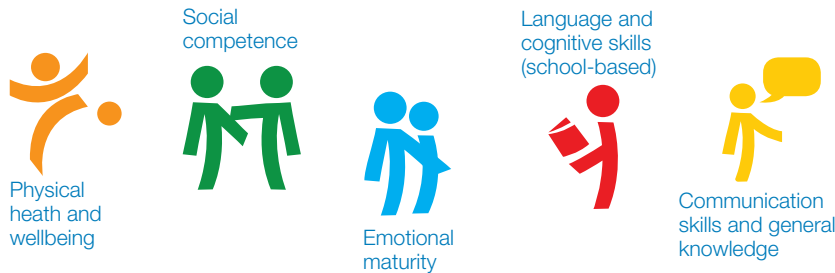 Physical
heath and
wellbeing
Social
competence
Emotional
maturity
Language and
cognitive skills
(school-based)
Communication
skills and general
knowledge